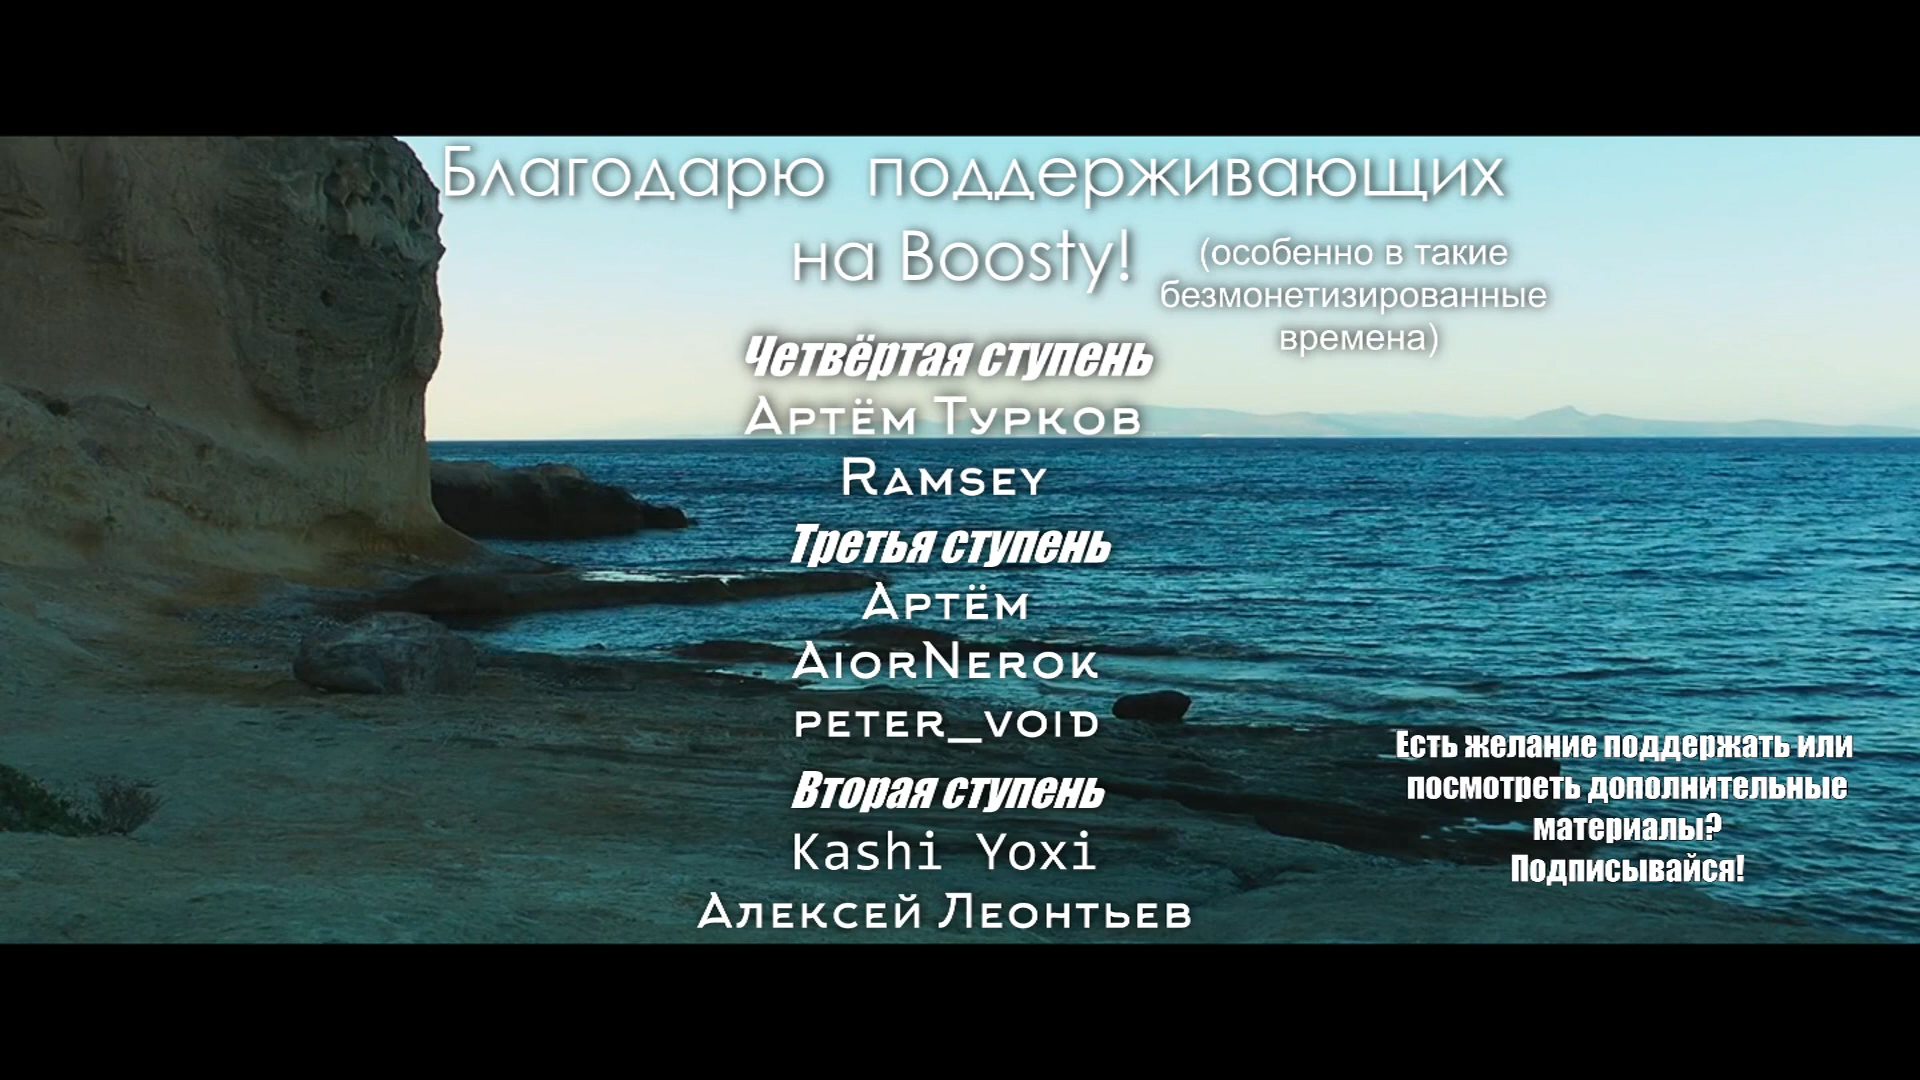 Благодарю поддерживающих
на Boosty!
(особенно в такие
безмонетизированные
времена)
Четвёртая ступень
Артём Турков
Ramsey
Третья ступень
Артём
AiorNerok
peter_void
Вторая ступень
Kashi Yoxi
Алексей Леонтьев
Есть желание поддержать или
посмотреть дополнительные
материалы?
Подписывайся!